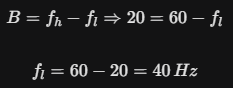 B = f_h − f_l ⇒ 20 = 60 − f_l
f_l = 60 − 20 = 40 Hz